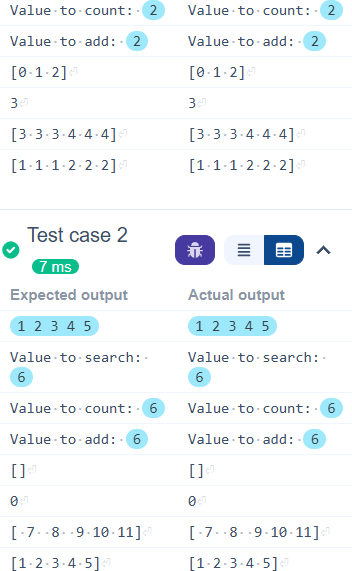 Value to count: 2 Value to count: 2
Value to add: 2 Value to add: 2
[0 1 2] [0 1 2]
3 3
[3 3 3 4 4 4] [3 3 3 4 4 4]
[1 1 1 2 2 2] [1 1 1 2 2 2]
Test case 2
7 ms
Expected output Actual output
1 2 3 4 5 1 2 3 4 5
Value to search: Value to search:
6 6
Value to count: 6 Value to count: 6
Value to add: 6 Value to add: 6
[] []
0 0
[ 7  8  9 10 11] [ 7  8  9 10 11]
[1 2 3 4 5] [1 2 3 4 5]